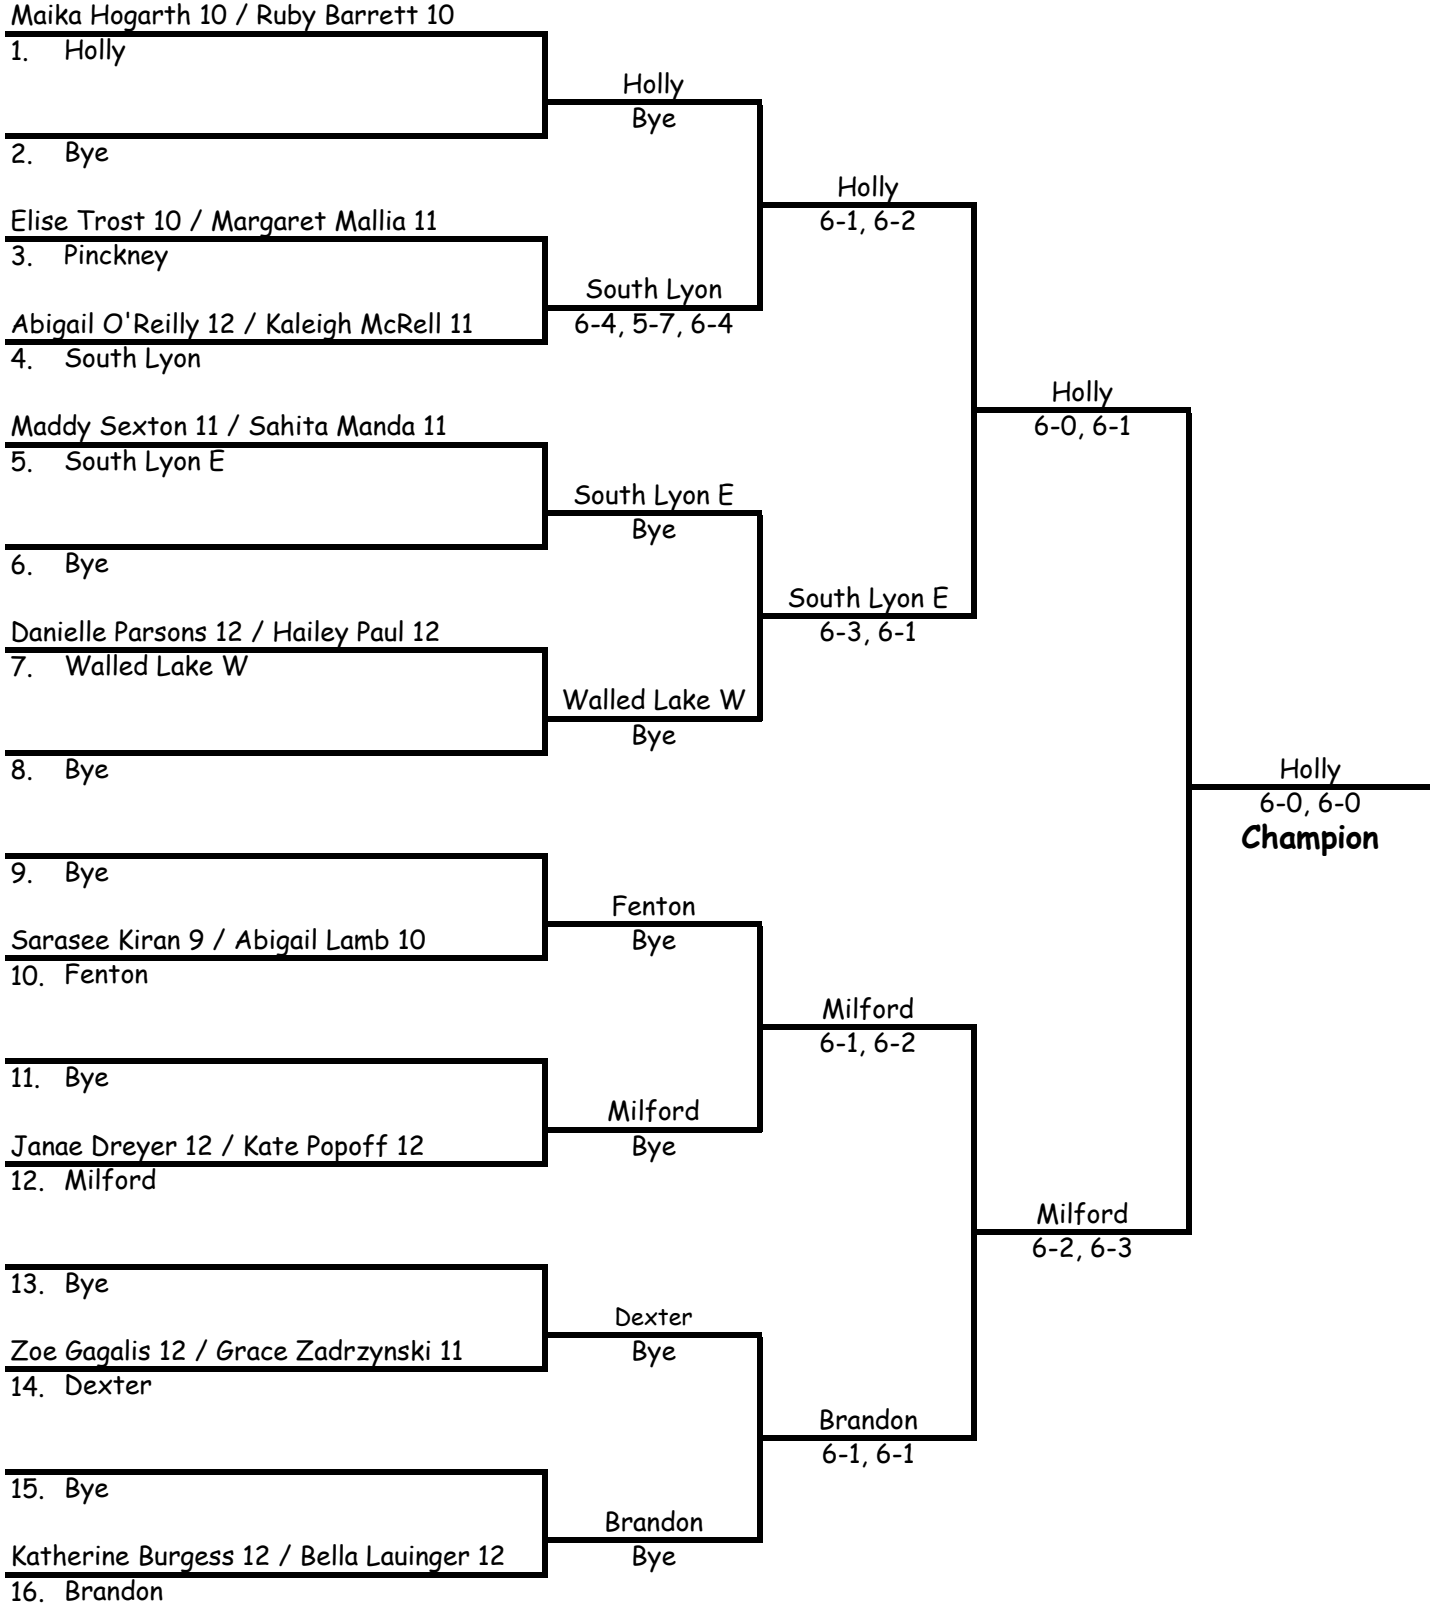 Maika Hogarth 10 / Ruby Barrett 10
1. Holly
Holly
Bye
2. Bye
Holly
6-1, 6-2
Elise Trost 10 / Margaret Mallia 11
3. Pinckney
South Lyon
6-4, 5-7, 6-4
Abigail O'Reilly 12 / Kaleigh McRell 11
4. South Lyon
Holly
6-0, 6-1
Maddy Sexton 11 / Sahita Manda 11
5. South Lyon E
South Lyon E
Bye
6. Bye
South Lyon E
6-3, 6-1
Danielle Parsons 12 / Hailey Paul 12
7. Walled Lake W
Walled Lake W
Bye
8. Bye
Holly
6-0, 6-0
Champion
9. Bye
Fenton
Bye
Sarasee Kiran 9 / Abigail Lamb 10
10. Fenton
Milford
6-1, 6-2
11. Bye
Milford
Bye
Janae Dreyer 12 / Kate Popoff 12
12. Milford
Milford
6-2, 6-3
13. Bye
Dexter
Bye
Zoe Gagalis 12 / Grace Zadrzynski 11
14. Dexter
Brandon
6-1, 6-1
15. Bye
Brandon
Bye
Katherine Burgess 12 / Bella Lauinger 12
16. Brandon